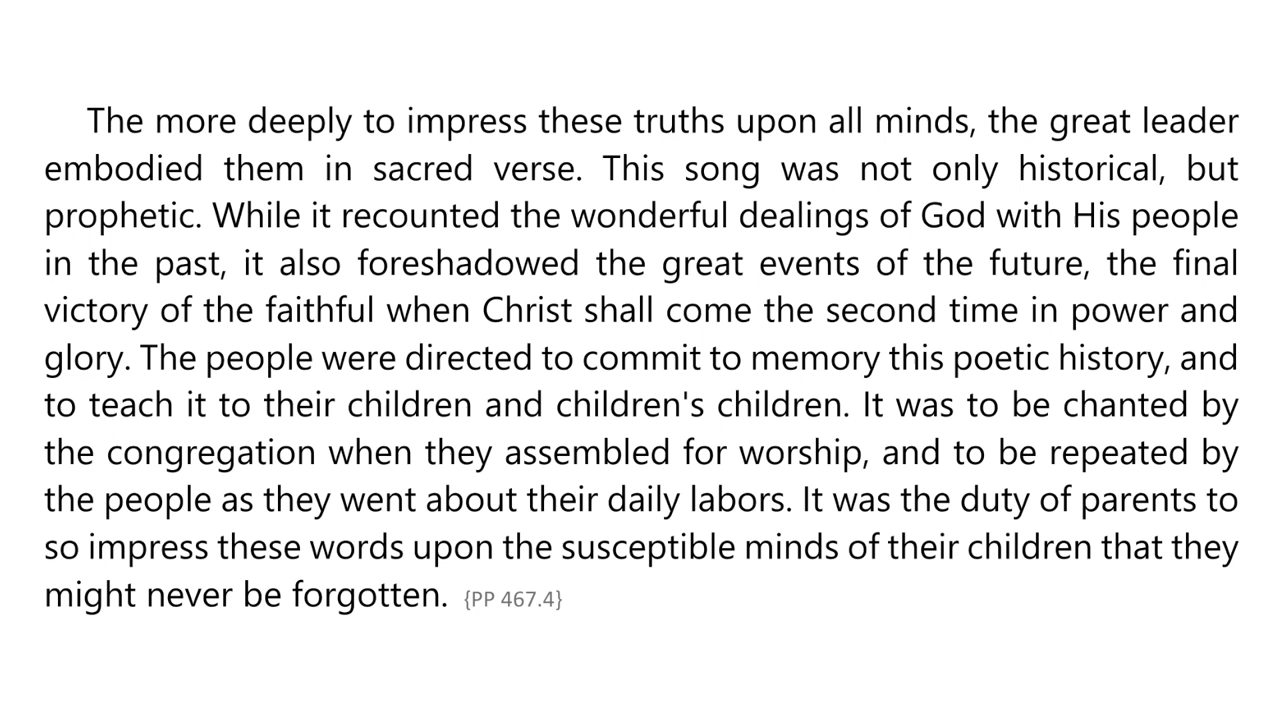 The more deeply to impress these truths upon all minds, the great leader
embodied them in sacred verse. This song was not only historical, but
prophetic. While it recounted the wonderful dealings of God with His people
in the past, it also foreshadowed the great events of the future, the final
victory of the faithful when Christ shall come the second time in power and
glory. The people were directed to commit to memory this poetic history, and
to teach it to their children and children's children. It was to be chanted by
the congregation when they assembled for worship, and to be repeated by
the people as they went about their daily labors. It was the duty of parents to
so impress these words upon the susceptible minds of their children that they
might never be forgotten. {PP 467.4}